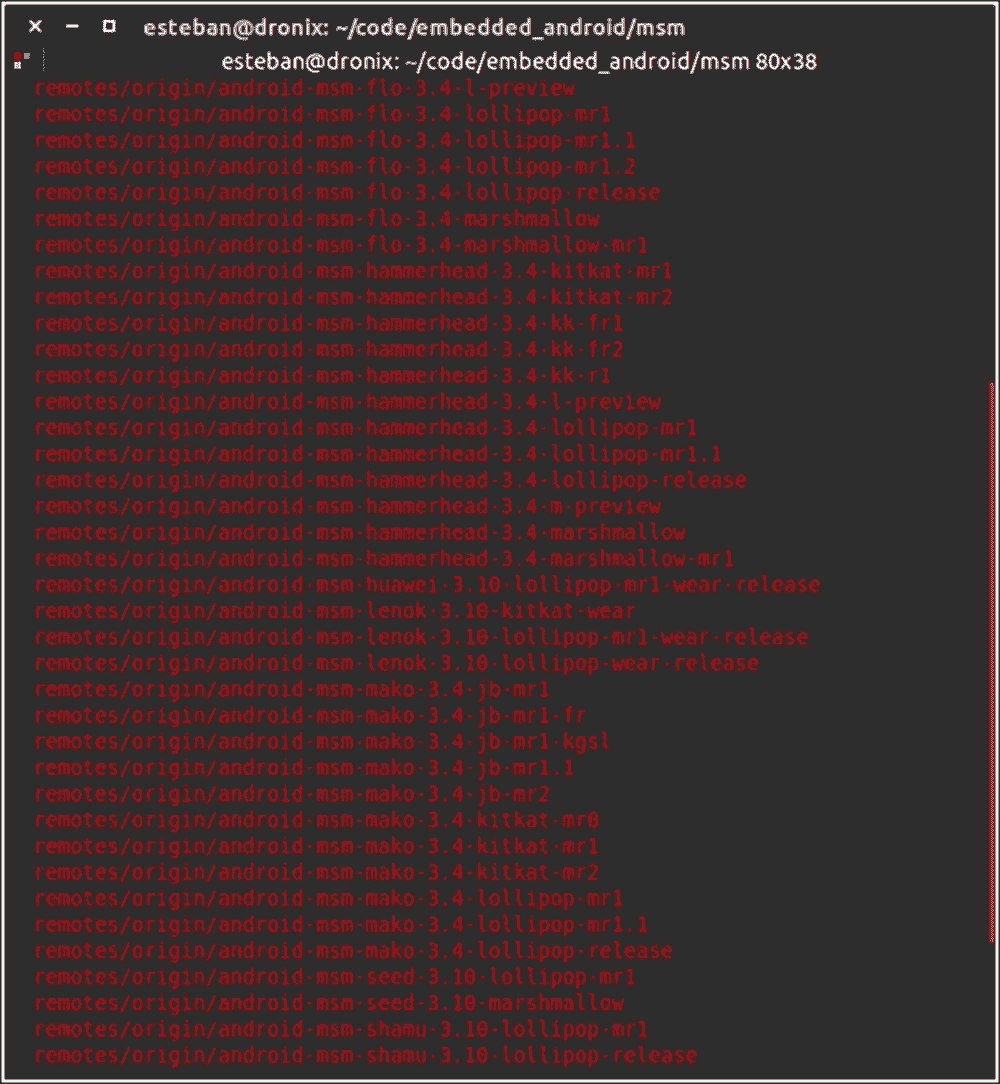 esteban@dronix: ~/code/embedded_android/msm
esteban@dronix: ~/code/embedded_android/msm 80x38
remotes/origin/android-msm-flo-3.4-l-preview
remotes/origin/android-msm-flo-3.4-lollipop-mr1
remotes/origin/android-msm-flo-3.4-lollipop-mr1.1
remotes/origin/android-msm-flo-3.4-lollipop-mr1.2
remotes/origin/android-msm-flo-3.4-lollipop-release
remotes/origin/android-msm-flo-3.4-marshmallow
remotes/origin/android-msm-flo-3.4-marshmallow-mr1
remotes/origin/android-msm-hammerhead-3.4-kitkat-mr1
remotes/origin/android-msm-hammerhead-3.4-kitkat-mr2
remotes/origin/android-msm-hammerhead-3.4-kk-fr1
remotes/origin/android-msm-hammerhead-3.4-kk-fr2
remotes/origin/android-msm-hammerhead-3.4-kk-r1
remotes/origin/android-msm-hammerhead-3.4-l-preview
remotes/origin/android-msm-hammerhead-3.4-lollipop-mr1
remotes/origin/android-msm-hammerhead-3.4-lollipop-mr1.1
remotes/origin/android-msm-hammerhead-3.4-lollipop-release
remotes/origin/android-msm-hammerhead-3.4-m-preview
remotes/origin/android-msm-hammerhead-3.4-marshmallow
remotes/origin/android-msm-hammerhead-3.4-marshmallow-mr1
remotes/origin/android-msm-huawei-3.10-lollipop-mr1-wear-release
remotes/origin/android-msm-lenok-3.10-kitkat-wear
remotes/origin/android-msm-lenok-3.10-lollipop-mr1-wear-release
remotes/origin/android-msm-lenok-3.10-lollipop-wear-release
remotes/origin/android-msm-mako-3.4-jb-mr1
remotes/origin/android-msm-mako-3.4-jb-mr1-fr
remotes/origin/android-msm-mako-3.4-jb-mr1-kgsl
remotes/origin/android-msm-mako-3.4-jb-mr1.1
remotes/origin/android-msm-mako-3.4-jb-mr2
remotes/origin/android-msm-mako-3.4-kitkat-mr0
remotes/origin/android-msm-mako-3.4-kitkat-mr1
remotes/origin/android-msm-mako-3.4-kitkat-mr2
remotes/origin/android-msm-mako-3.4-lollipop-mr1
remotes/origin/android-msm-mako-3.4-lollipop-mr1.1
remotes/origin/android-msm-mako-3.4-lollipop-release
remotes/origin/android-msm-seed-3.10-lollipop-mr1
remotes/origin/android-msm-seed-3.10-marshmallow
remotes/origin/android-msm-shamu-3.10-lollipop-mr1
remotes/origin/android-msm-shamu-3.10-lollipop-release